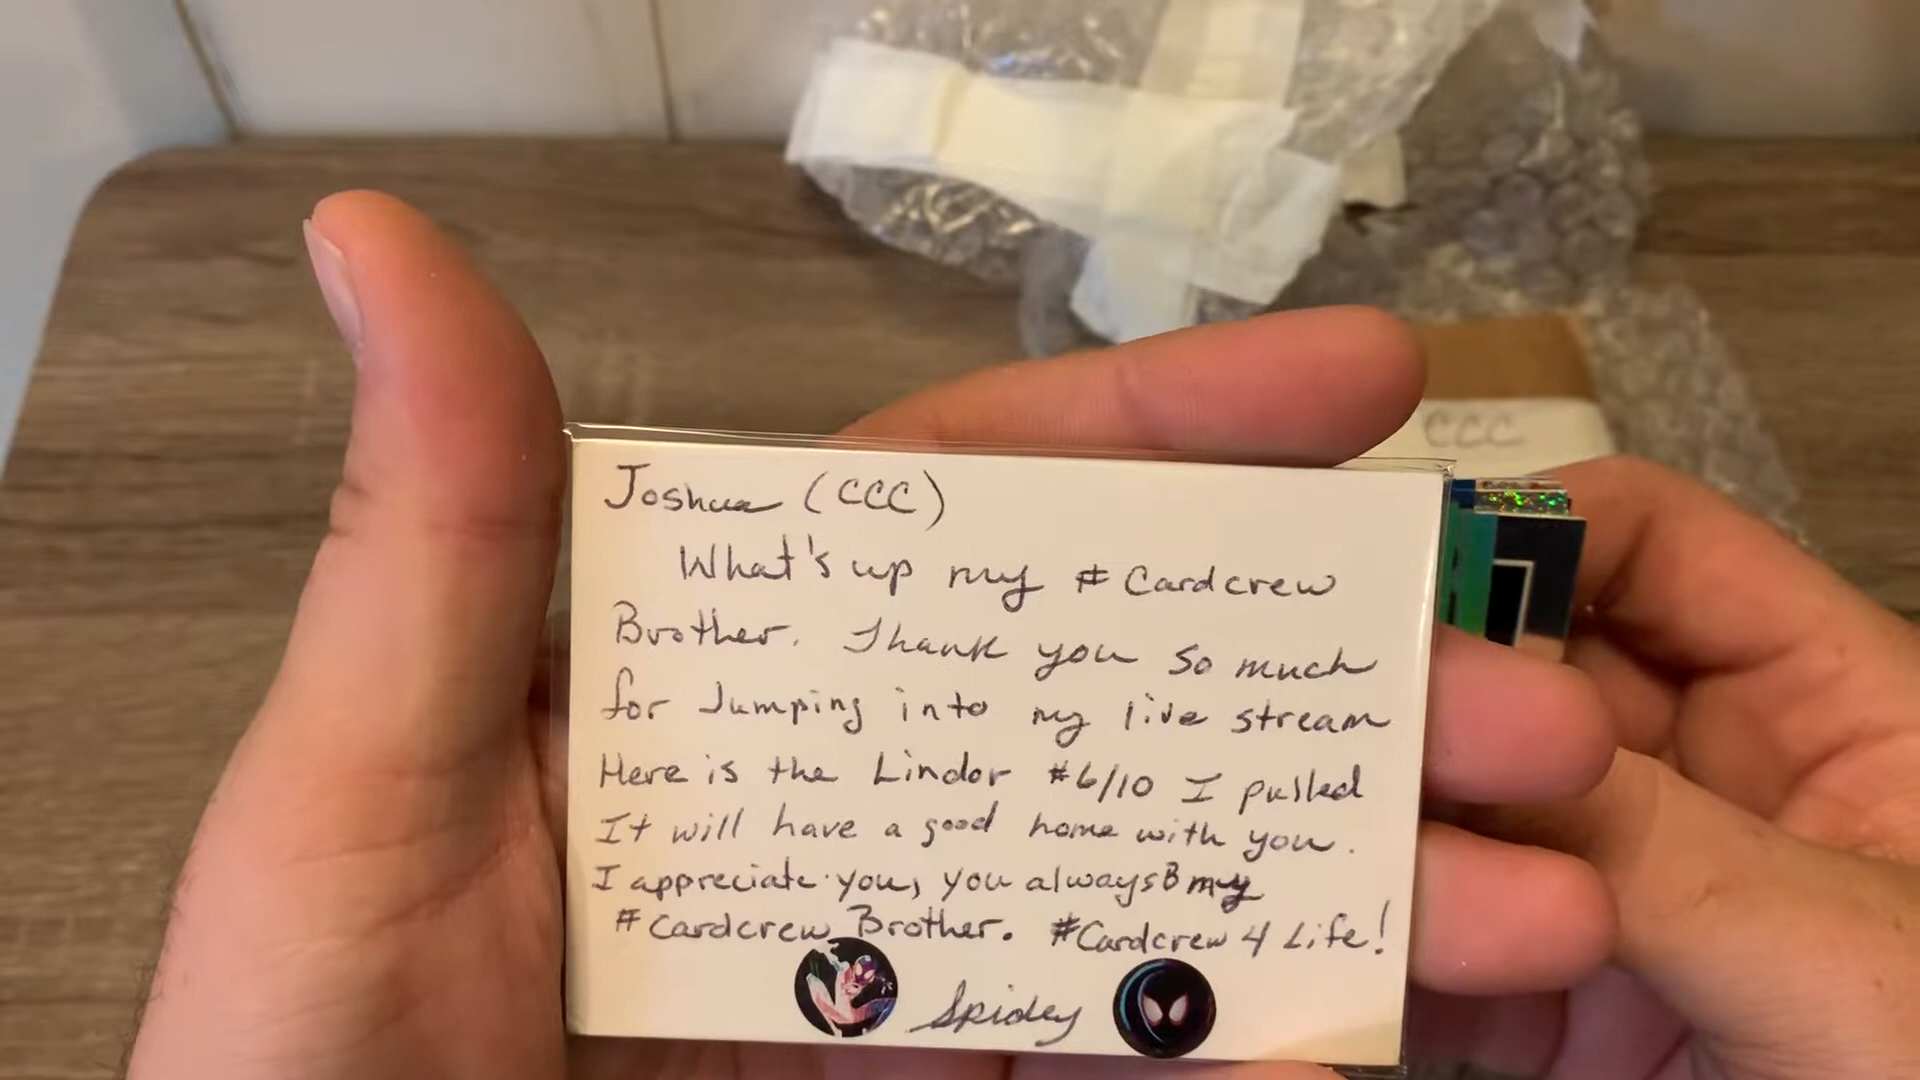 CCC
Joshua (CCC)
What's up my #Cardcrew
Brother. Thank you so much
for Jumping into my live stream
Here is the Lindor #6/10 I pulled
It will have a good home with you.
I appreciate you, you always B my
#Cardcrew Brother. #Cardcrew 4 Life!
Spidey